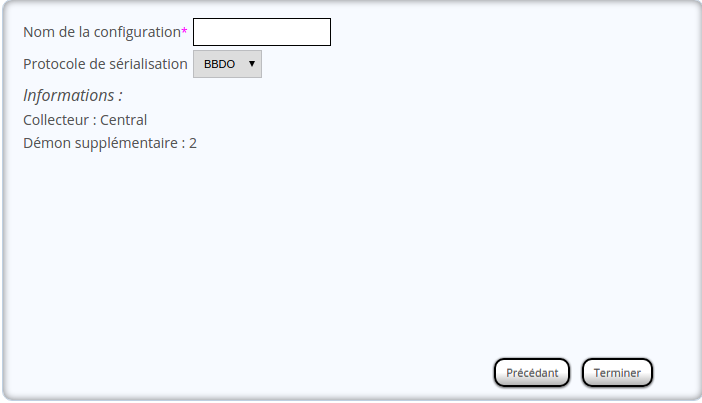 Nom de la configuration*
Protocole de sérialisation BBDO
Informations :
Collecteur : Central
Démon supplémentaire : 2
Précédant Terminer